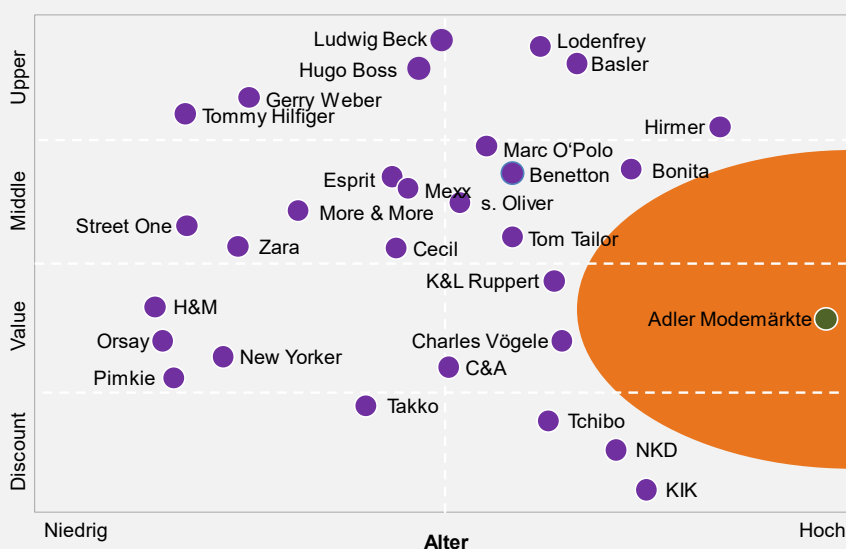 Upper
Middle
Value
Discount
Ludwig Beck
Lodenfrey
Hugo Boss
Basler
Gerry Weber
Tommy Hilfiger
Hirmer
Marc O'Polo
Esprit
Benetton
Bonita
Mexx
s. Oliver
More & More
Street One
Zara
Cecil
Tom Tailor
K&L Ruppert
H&M
Adler Modemärkte
Orsay
Charles Vögele
New Yorker
C&A
Pimkie
Takko
Tchibo
NKD
KIK
Niedrig
Alter
Hoch